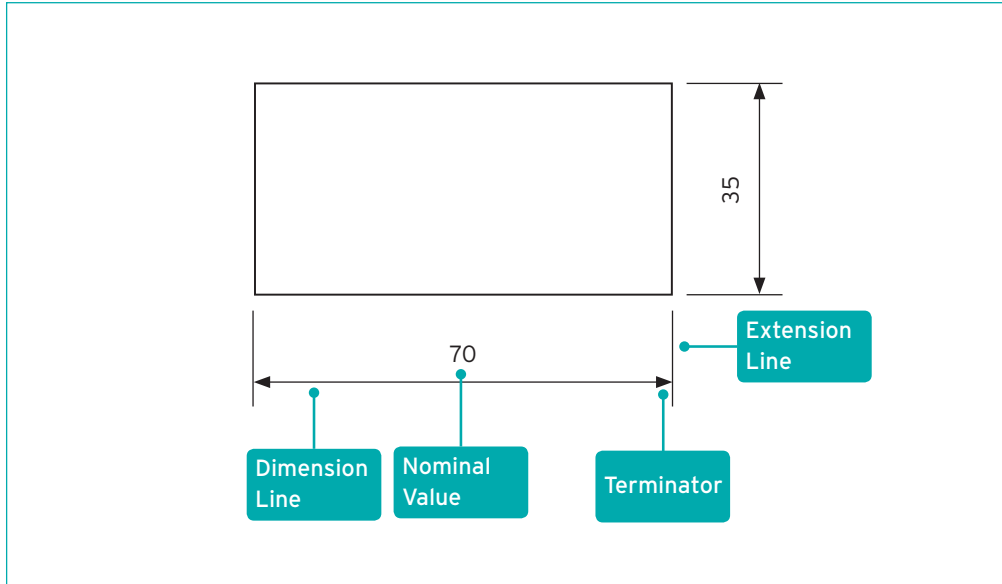 35
70
Extension
Line
Dimension
Line
Nominal
Value
Terminator